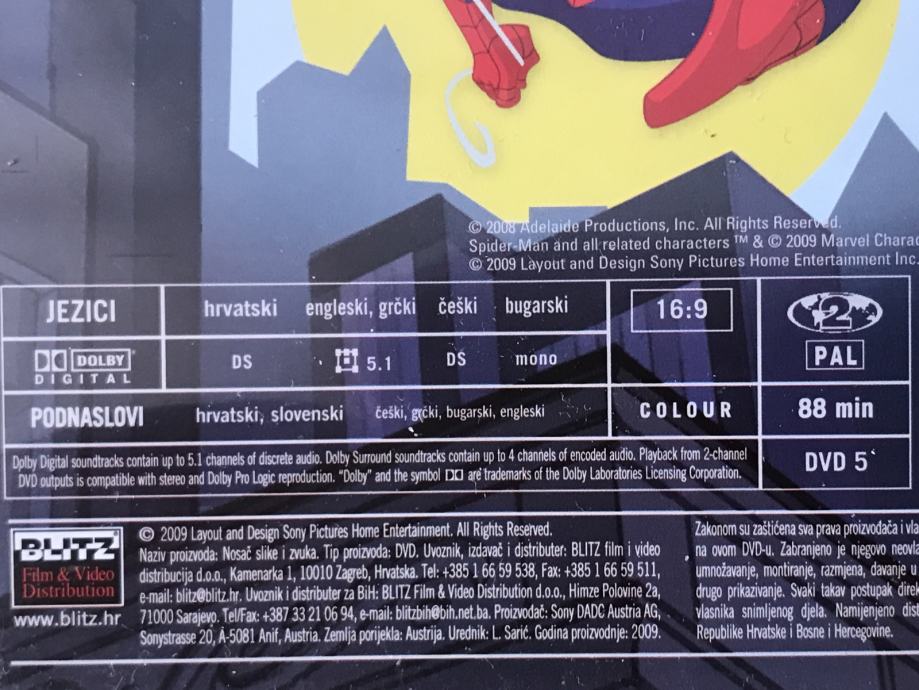 © 2008 Adelaide Productions, Inc. All Rights Reserved.
Spider-Man and all related characters ™ & © 2009 Marvel
© 2009 Layout and Design Sony Pictures Home Entertainment Inc.
JEZICI hrvatski engleski, grčki češki bugarski 16:9 2
DOLBY DIGITAL DS 5.1 DS mono PAL
PODNASLOVI hrvatski, slovenski češki, grčki, bugarski, engleski COLOUR 88 min
Dolby Digital soundtracks contain up to 5.1 channels of discrete audio. Dolby Surround soundtracks contain up to 4 channels of encoded audio. Playback from 2-channel
DVD outputs is compatible with stereo and Dolby Pro Logic reproduction. "Dolby" and the symbol are trademarks of the Dolby Laboratories Licensing Corporation.
DVD 5
BLITZ
Film & Video
Distribution
www.blitz.hr
© 2009 Layout and Design Sony Pictures Home Entertainment. All Rights Reserved.
Naziv proizvoda: Nosač slike i zvuka. Tip proizvoda: DVD. Uvoznik, izdavač i distributer: BLITZ film i video
distribucija d.o.o., Kamenarka 1, 10010 Zagreb, Hrvatska. Tel: +385 1 66 59 538, Fax: +385 1 66 59 511,
e-mail: blitz@blitz.hr. Uvoznik i distributer za BiH: BLITZ Film & Video Distribution d.o.o., Himze Polovine 2a,
71000 Sarajevo. Tel/Fax: +387 33 21 06 94, e-mail: blitzbih@bih.net.ba. Proizvođač: Sony DADC Austria AG,
Sonystrasse 20, A-5081 Anif, Austria. Zemlja porijekla: Austrija. Urednik: L. Sarić. Godina proizvodnje: 2009.
Zakonom su zaštićena sva prava proizvođača i
na ovom DVD-u. Zabranjeno je njegovo
umnožavanje, montiranje, razmjena, davanje u
drugo prikazivanje. Svaki takav postupak
vlasnika snimljenog djela. Namijenjeno
Republike Hrvatske i Bosne i Hercegovine.